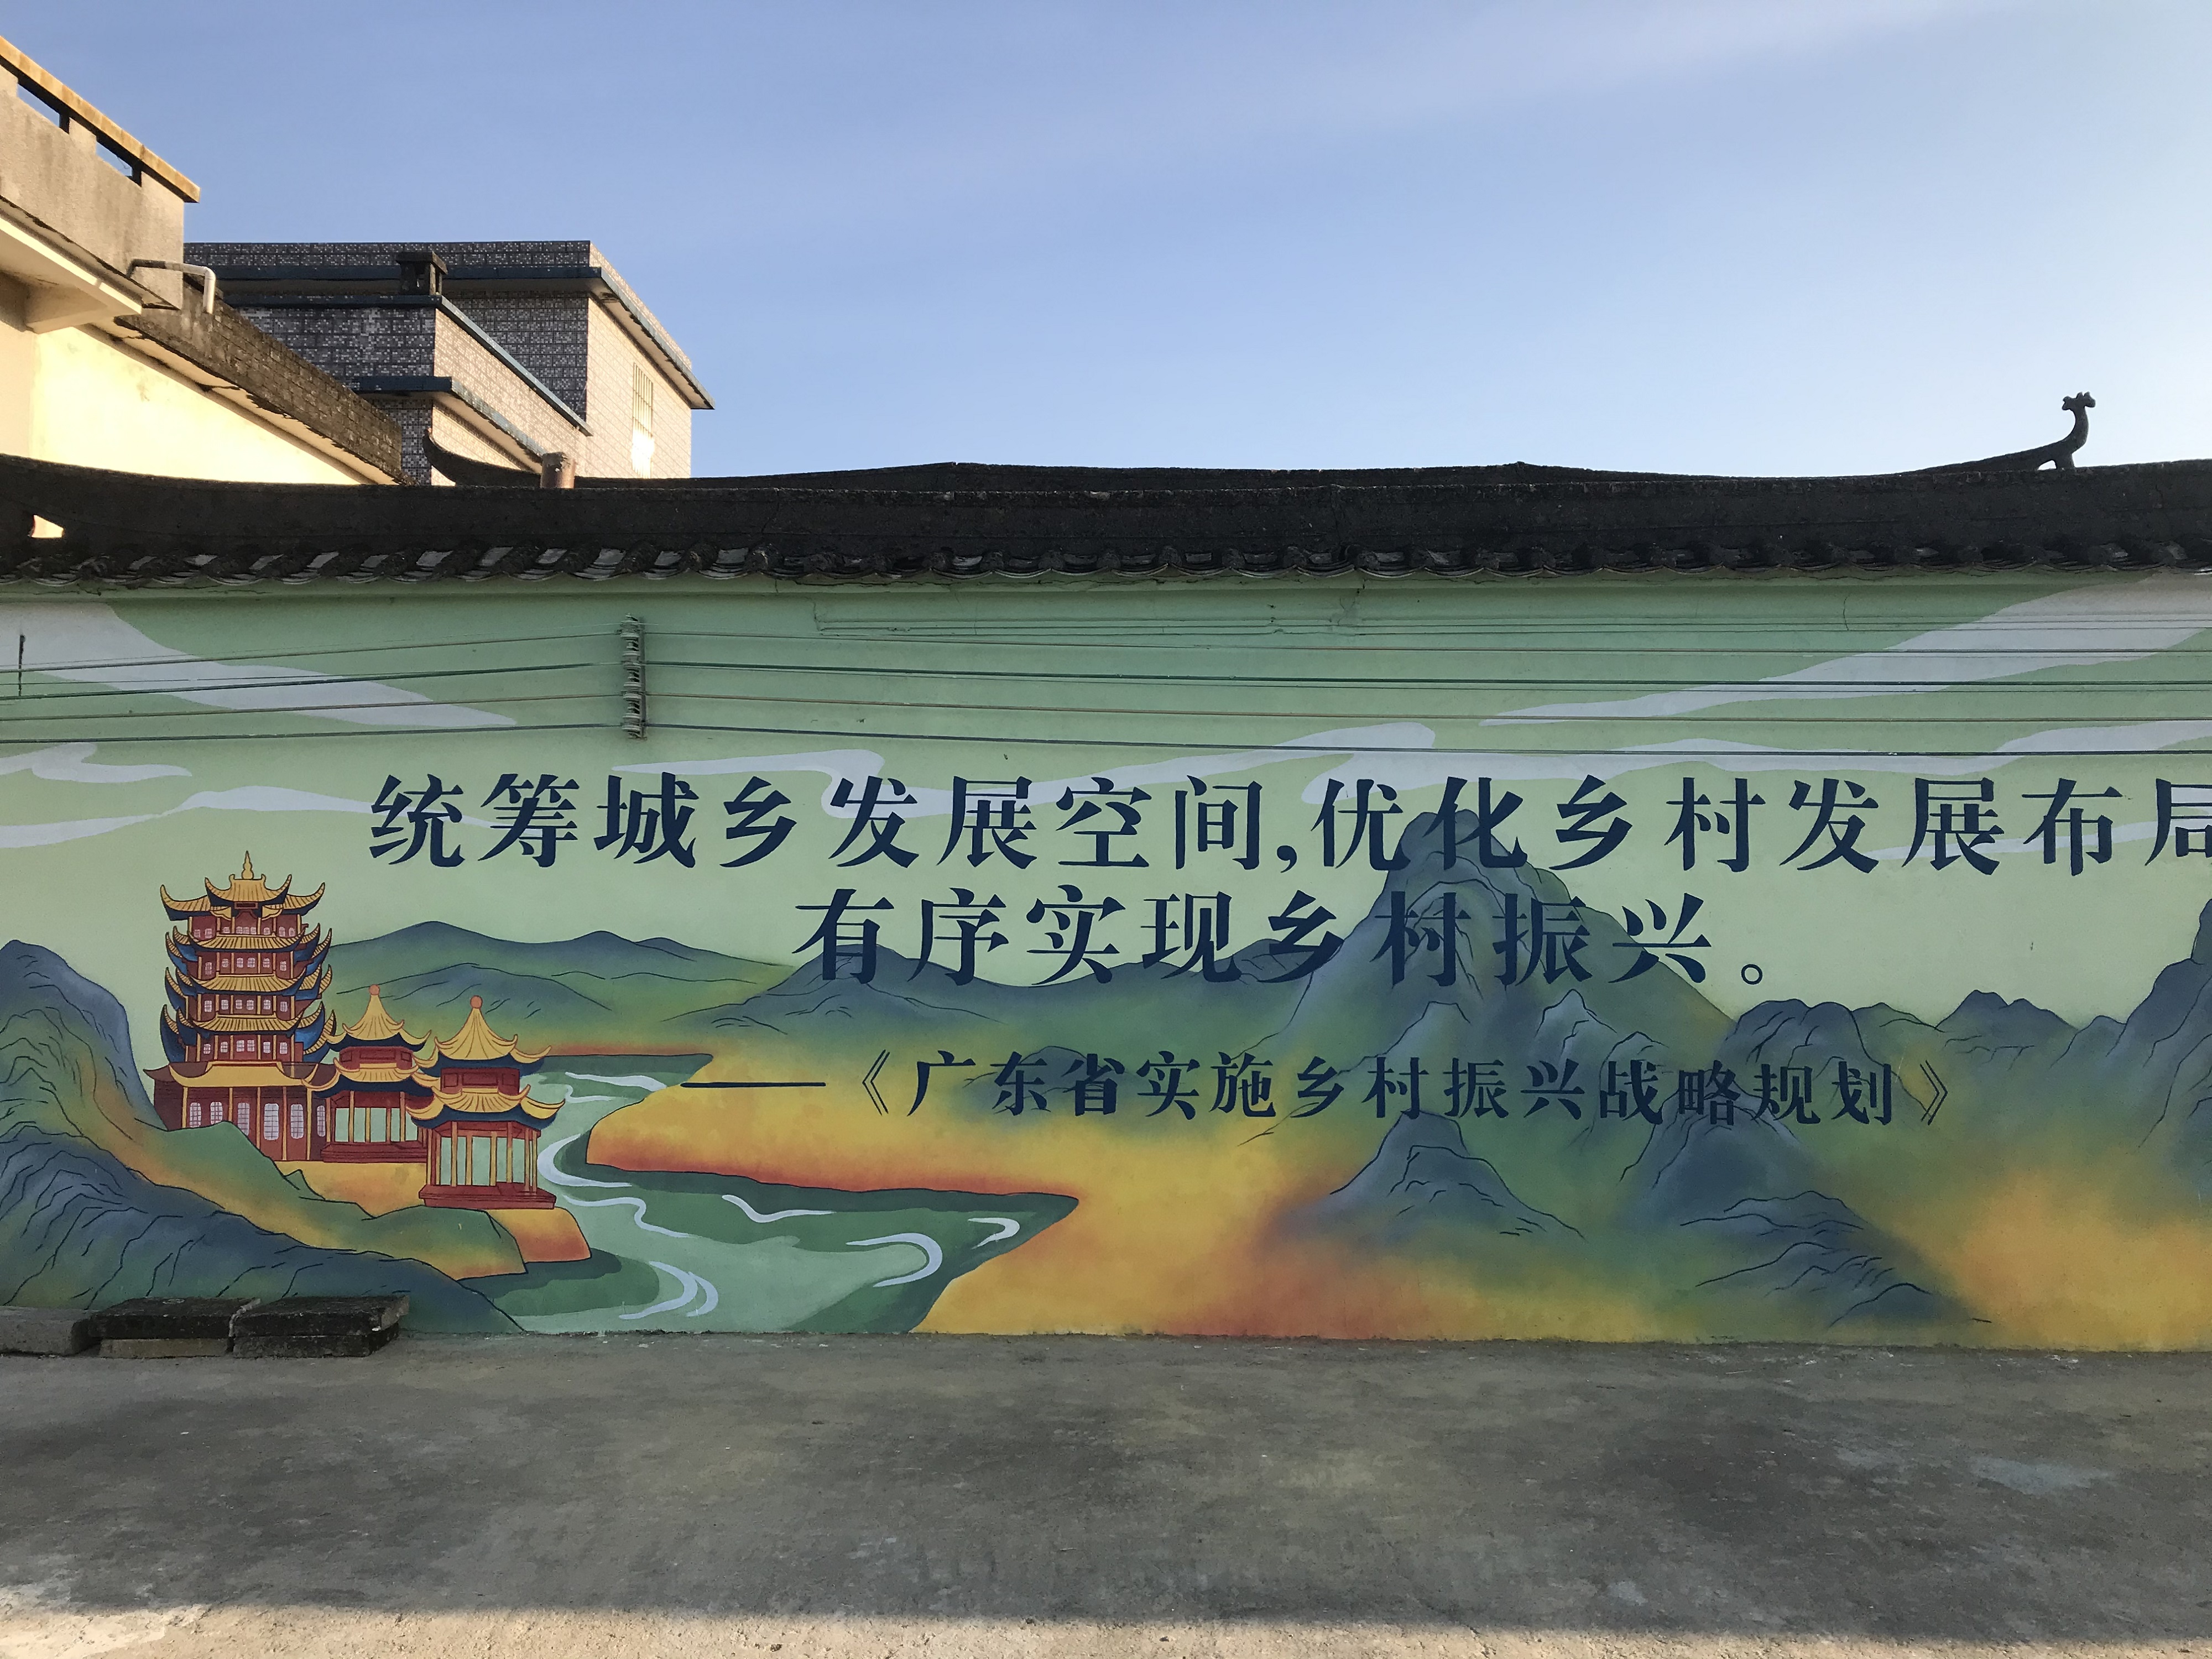 统筹城乡发展空间,优化乡村发展布局
有序实现乡村振兴。
——《广东省实施乡村振兴战略规划》